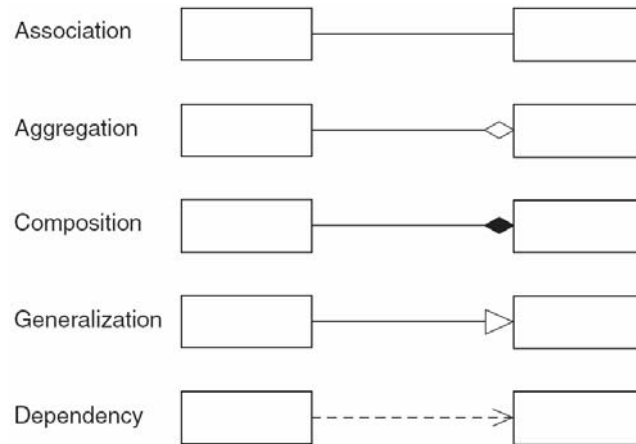 Association
Aggregation
Composition
Generalization
Dependency